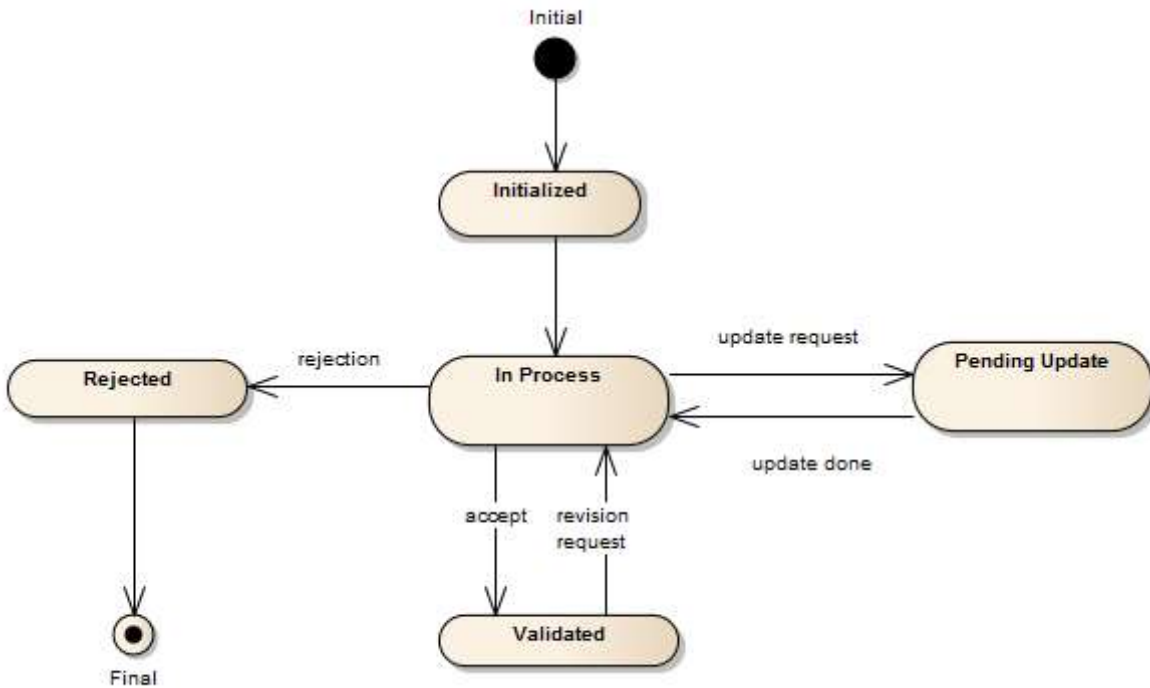 Initial
Initialized
update request
rejection
Rejected
In Process
Pending Update
update done
accept
revision
request
Validated
Final